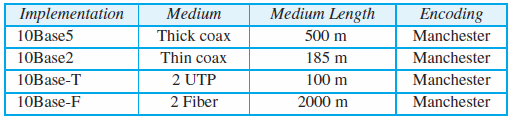 Implementation Medium Medium Length Encoding
10Base5 Thick coax 500 m Manchester
10Base2 Thin coax 185 m Manchester
10Base-T 2 UTP 100 m Manchester
10Base-F 2 Fiber 2000 m Manchester